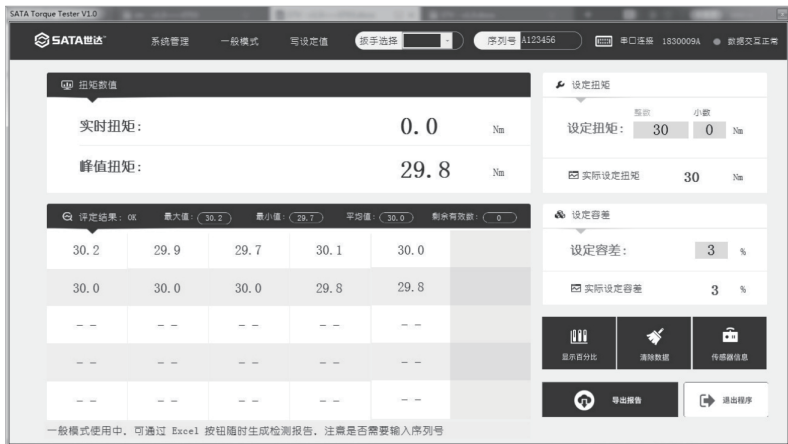 SATA Torque Tester V1.0
SATA世达 系统管理 一般模式 写设定值 扳手选择 序列号 A123456 串口连接 1830009A 数据交互正常
扭矩数值
实时扭矩: 0.0 Nm
峰值扭矩: 29.8 Nm
设定扭矩
整数 小数
设定扭矩: 30 0 Nm
实际设定扭矩 30 Nm
评定结果: OK 最大值: 30.2 最小值: 29.7 平均值: 30.0 剩余有效数: 0
30.2 29.9 29.7 30.1 30.0
30.0 30.0 30.0 29.8 29.8
-- -- -- -- --
-- -- -- -- --
-- -- -- -- --
设定容差
设定容差: 3 %
实际设定容差 3 %
显示百分比 清除数据 传感器信息
导出报告 退出程序
一般模式使用中, 可通过 Excel 按钮随时生成检测报告, 注意是否需要输入序列号